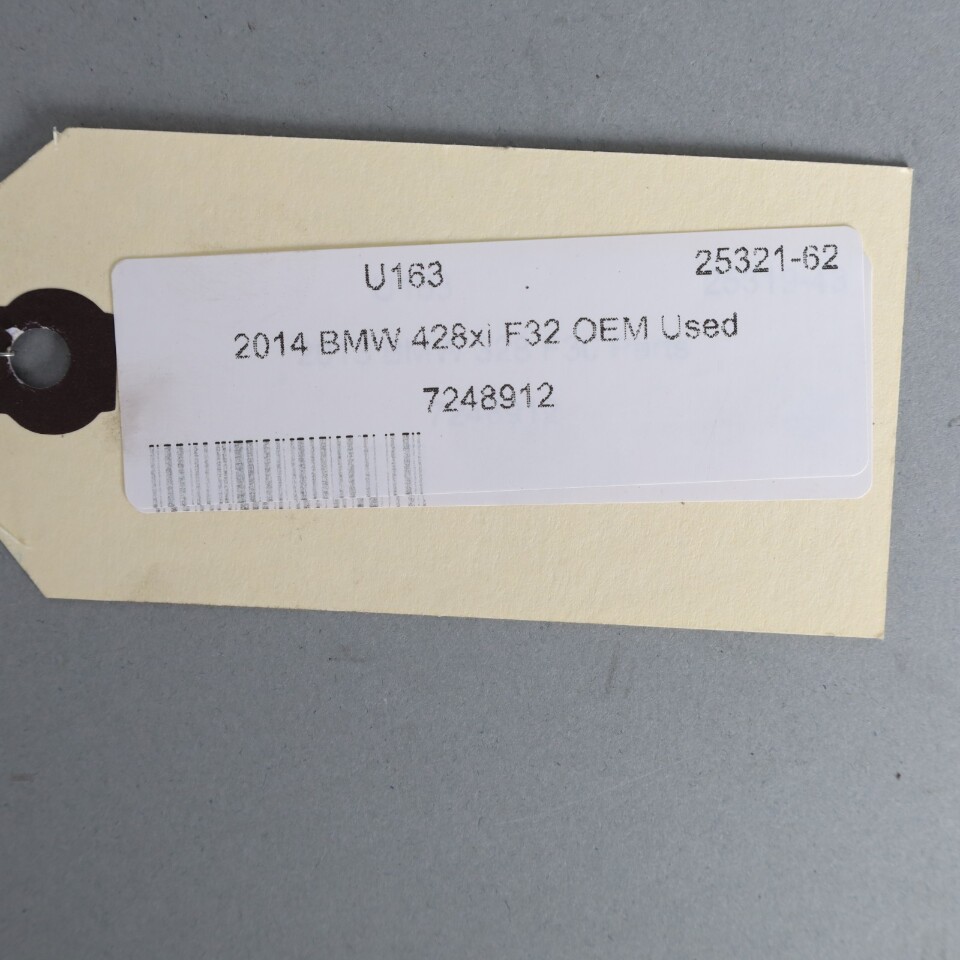 U163 25321-62
2014 BMW 428xi F32 OEM Used
7248912